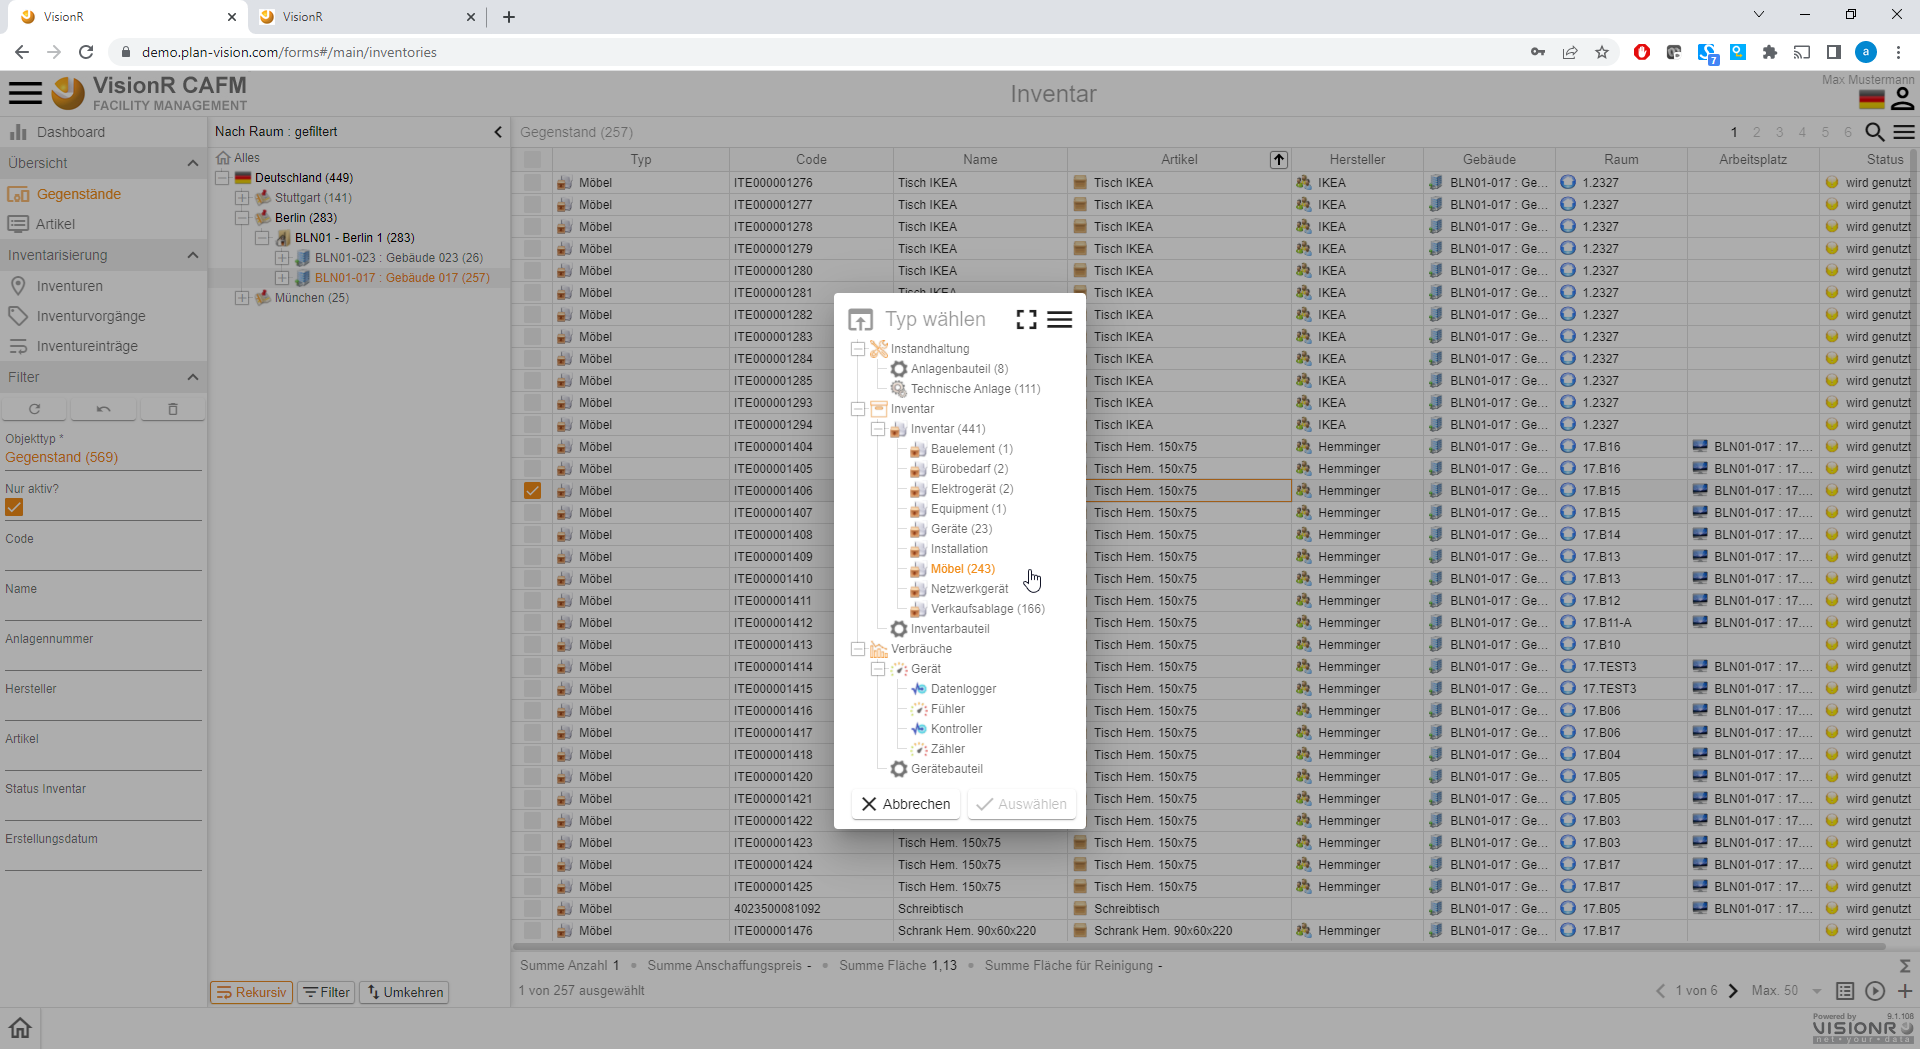 VisionR
VisionR
demo.plan-vision.com/forms#/main/inventories
7
a
VisionR CAFM
FACILITY MANAGEMENT
Inventar
Max Mustermann
Dashboard
Übersicht
Gegenstände
Artikel
Inventarisierung
Inventuren
Inventurvorgänge
Inventureinträge
Filter
Objekttyp *
Gegenstand (569)
Nur aktiv?
Code
Name
Anlagennummer
Hersteller
Artikel
Status Inventar
Erstellungsdatum
Nach Raum : gefiltert
Alles
Deutschland (449)
Stuttgart (141)
Berlin (283)
BLN01 - Berlin 1 (283)
BLN01-023 : Gebäude 023 (26)
BLN01-017 : Gebäude 017 (257)
München (25)
Rekursiv Filter Umkehren
Gegenstand (257)
1 2 3 4 5 6
Typ Code Name Artikel Hersteller Gebäude Raum Arbeitsplatz Status
Möbel ITE000001276 Tisch IKEA Tisch IKEA IKEA BLN01-017 : Ge... 1.2327 wird genutzt
Möbel ITE000001277 Tisch IKEA Tisch IKEA IKEA BLN01-017 : Ge... 1.2327 wird genutzt
Möbel ITE000001278 Tisch IKEA Tisch IKEA IKEA BLN01-017 : Ge... 1.2327 wird genutzt
Möbel ITE000001279 Tisch IKEA Tisch IKEA IKEA BLN01-017 : Ge... 1.2327 wird genutzt
Möbel ITE000001280 Tisch IKEA Tisch IKEA IKEA BLN01-017 : Ge... 1.2327 wird genutzt
Möbel ITE000001281 Tisch IKEA Tisch IKEA IKEA BLN01-017 : Ge... 1.2327 wird genutzt
Möbel ITE000001282 Tisch IKEA IKEA BLN01-017 : Ge... 1.2327 wird genutzt
Möbel ITE000001283 Tisch IKEA IKEA BLN01-017 : Ge... 1.2327 wird genutzt
Möbel ITE000001284 Tisch IKEA IKEA BLN01-017 : Ge... 1.2327 wird genutzt
Möbel ITE000001285 Tisch IKEA IKEA BLN01-017 : Ge... 1.2327 wird genutzt
Möbel ITE000001293 Tisch IKEA IKEA BLN01-017 : Ge... 1.2327 wird genutzt
Möbel ITE000001294 Tisch IKEA IKEA BLN01-017 : Ge... 1.2327 wird genutzt
Möbel ITE000001404 Tisch Hem. 150x75 Hemminger BLN01-017 : Ge... 17.B16 BLN01-017 : 17.... wird genutzt
Möbel ITE000001405 Tisch Hem. 150x75 Hemminger BLN01-017 : Ge... 17.B16 BLN01-017 : 17.... wird genutzt
Möbel ITE000001406 Tisch Hem. 150x75 Hemminger BLN01-017 : Ge... 17.B15 BLN01-017 : 17.... wird genutzt
Möbel ITE000001407 Tisch Hem. 150x75 Hemminger BLN01-017 : Ge... 17.B15 BLN01-017 : 17.... wird genutzt
Möbel ITE000001408 Tisch Hem. 150x75 Hemminger BLN01-017 : Ge... 17.B14 BLN01-017 : 17.... wird genutzt
Möbel ITE000001409 Tisch Hem. 150x75 Hemminger BLN01-017 : Ge... 17.B13 BLN01-017 : 17.... wird genutzt
Möbel ITE000001410 Tisch Hem. 150x75 Hemminger BLN01-017 : Ge... 17.B13 BLN01-017 : 17.... wird genutzt
Möbel ITE000001411 Tisch Hem. 150x75 Hemminger BLN01-017 : Ge... 17.B12 BLN01-017 : 17.... wird genutzt
Möbel ITE000001412 Tisch Hem. 150x75 Hemminger BLN01-017 : Ge... 17.B11-A BLN01-017 : 17.... wird genutzt
Möbel ITE000001413 Tisch Hem. 150x75 Hemminger BLN01-017 : Ge... 17.B10 wird genutzt
Möbel ITE000001414 Tisch Hem. 150x75 Hemminger BLN01-017 : Ge... 17.TEST3 BLN01-017 : 17.... wird genutzt
Möbel ITE000001415 Tisch Hem. 150x75 Hemminger BLN01-017 : Ge... 17.TEST3 BLN01-017 : 17.... wird genutzt
Möbel ITE000001416 Tisch Hem. 150x75 Hemminger BLN01-017 : Ge... 17.B06 BLN01-017 : 17.... wird genutzt
Möbel ITE000001417 Tisch Hem. 150x75 Hemminger BLN01-017 : Ge... 17.B06 BLN01-017 : 17.... wird genutzt
Möbel ITE000001418 Tisch Hem. 150x75 Hemminger BLN01-017 : Ge... 17.B04 BLN01-017 : 17.... wird genutzt
Möbel ITE000001420 Tisch Hem. 150x75 Hemminger BLN01-017 : Ge... 17.B05 BLN01-017 : 17.... wird genutzt
Möbel ITE000001421 Tisch Hem. 150x75 Hemminger BLN01-017 : Ge... 17.B05 BLN01-017 : 17.... wird genutzt
Möbel ITE000001422 Tisch Hem. 150x75 Hemminger BLN01-017 : Ge... 17.B03 BLN01-017 : 17.... wird genutzt
Möbel ITE000001423 Tisch Hem. 150x75 Tisch Hem. 150x75 Hemminger BLN01-017 : Ge... 17.B03 BLN01-017 : 17.... wird genutzt
Möbel ITE000001424 Tisch Hem. 150x75 Tisch Hem. 150x75 Hemminger BLN01-017 : Ge... 17.B17 BLN01-017 : 17.... wird genutzt
Möbel ITE000001425 Tisch Hem. 150x75 Tisch Hem. 150x75 Hemminger BLN01-017 : Ge... 17.B17 BLN01-017 : 17.... wird genutzt
Möbel 4023500081092 Schreibtisch Schreibtisch BLN01-017 : Ge... 17.B05 BLN01-017 : 17.... wird genutzt
Möbel ITE000001476 Schrank Hem. 90x60x220 Schrank Hem. 90x60x220 Hemminger BLN01-017 : Ge... 17.B17 wird genutzt
Typ wählen
Instandhaltung
Anlagenbauteil (8)
Technische Anlage (111)
Inventar
Inventar (441)
Bauelement (1)
Bürobedarf (2)
Elektrogerät (2)
Equipment (1)
Geräte (23)
Installation
Möbel (243)
Netzwerkgerät
Verkaufsablage (166)
Inventarbauteil
Verbräuche
Gerät
Datenlogger
Fühler
Kontroller
Zähler
Gerätebauteil
Abbrechen Auswählen
Summe Anzahl 1 • Summe Anschaffungspreis - • Summe Fläche 1,13 • Summe Fläche für Reinigung - Σ
1 von 257 ausgewählt
1 von 6 Max. 50
Powered by 9.1.108
VISIONR
net • your • data